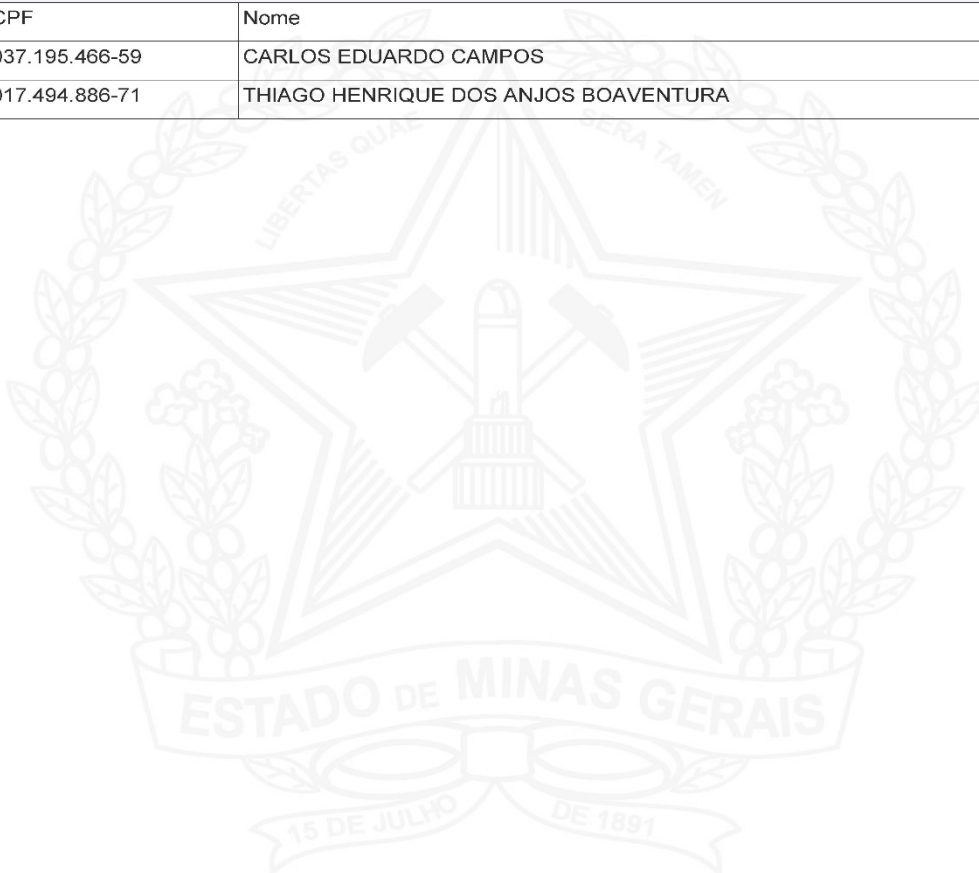 CPF Nome
037.195.466-59 CARLOS EDUARDO CAMPOS
017.494.886-71 THIAGO HENRIQUE DOS ANJOS BOAVENTURA
LIBERTAS QUAE SERA TAMEN
ESTADO DE MINAS GERAIS
15 DE JULHO DE 1891